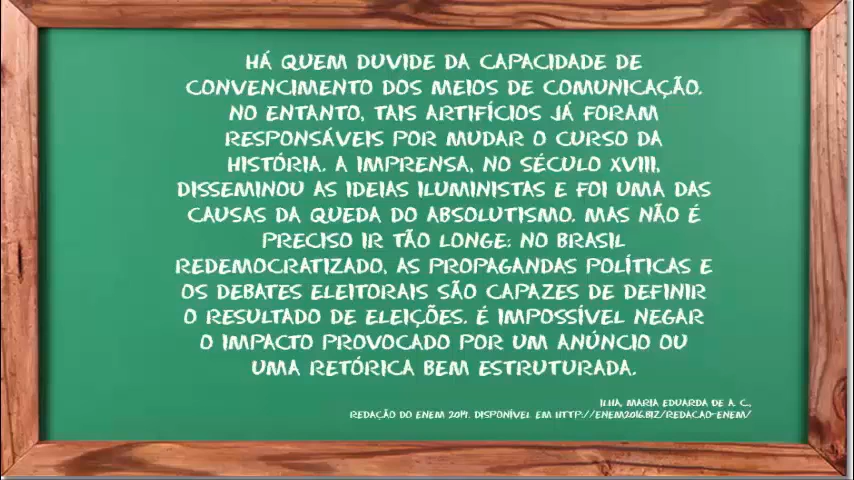 HÁ QUEM DUVIDE DA CAPACIDADE DE
CONVENCIMENTO DOS MEIOS DE COMUNICAÇÃO.
NO ENTANTO, TAIS ARTIFÍCIOS JÁ FORAM
RESPONSÁVEIS POR MUDAR O CURSO DA
HISTÓRIA. A IMPRENSA, NO SÉCULO XVIII,
DISSEMINOU AS IDEIAS ILUMINISTAS E FOI UMA DAS
CAUSAS DA QUEDA DO ABSOLUTISMO. MAS NÃO É
PRECISO IR TÃO LONGE: NO BRASIL
REDEMOCRATIZADO, AS PROPAGANDAS POLÍTICAS E
OS DEBATES ELEITORAIS SÃO CAPAZES DE DEFINIR
O RESULTADO DE ELEIÇÕES. É IMPOSSÍVEL NEGAR
O IMPACTO PROVOCADO POR UM ANÚNCIO OU
UMA RETÓRICA BEM ESTRUTURADA.
ILHA, MARIA EDUARDA DE A. C.,
REDAÇÃO DO ENEM 2014. DISPONÍVEL EM HTTP://ENEM2016.BIZ/REDACAO-ENEM/